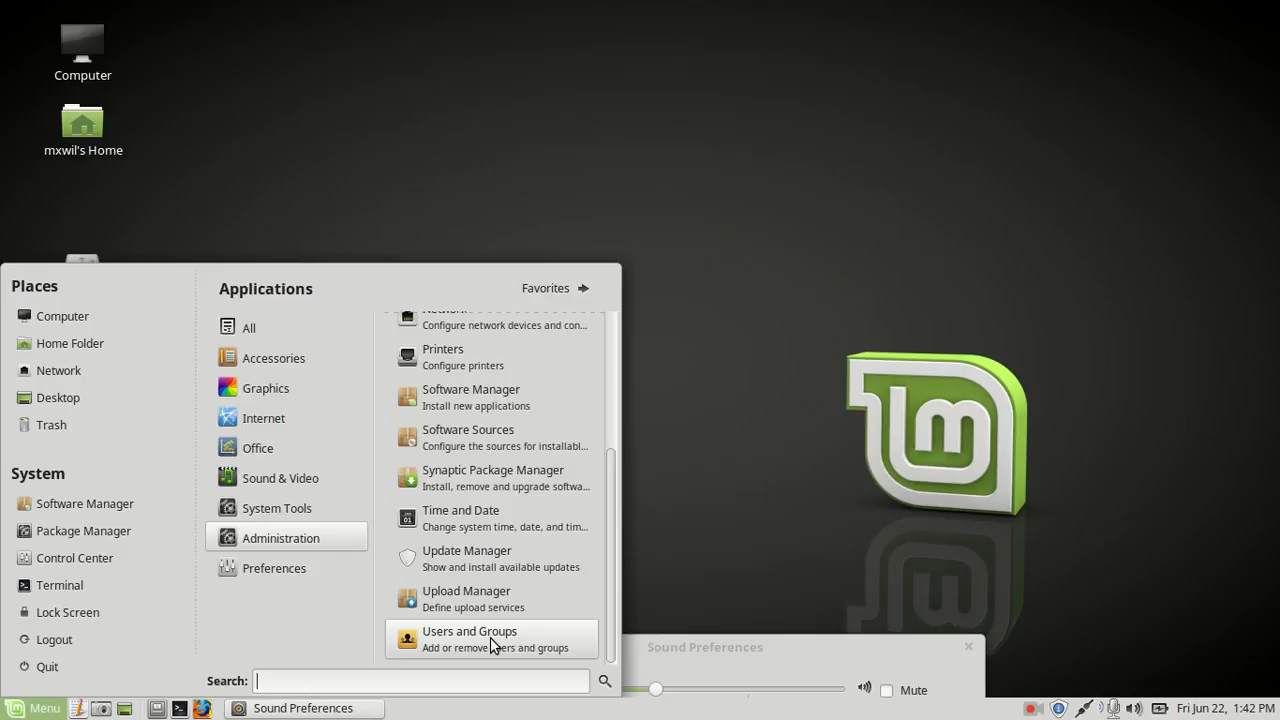 Computer
mxwil's Home
Places
Computer
Home Folder
Network
Desktop
Trash
System
Software Manager
Package Manager
Control Center
Terminal
Lock Screen
Logout
Quit
Applications
Favorites
All
Accessories
Graphics
Internet
Office
Sound & Video
System Tools
Administration
Preferences
Network
Configure network devices and con...
Printers
Configure printers
Software Manager
Install new applications
Software Sources
Configure the sources for installabl...
Synaptic Package Manager
Install, remove and upgrade softwa...
Time and Date
Change system time, date, and tim...
Update Manager
Show and install available updates
Upload Manager
Define upload services
Users and Groups
Add or remove users and groups
Search:
Sound Preferences
Mute
Menu
Sound Preferences
Fri Jun 22, 1:42 PM